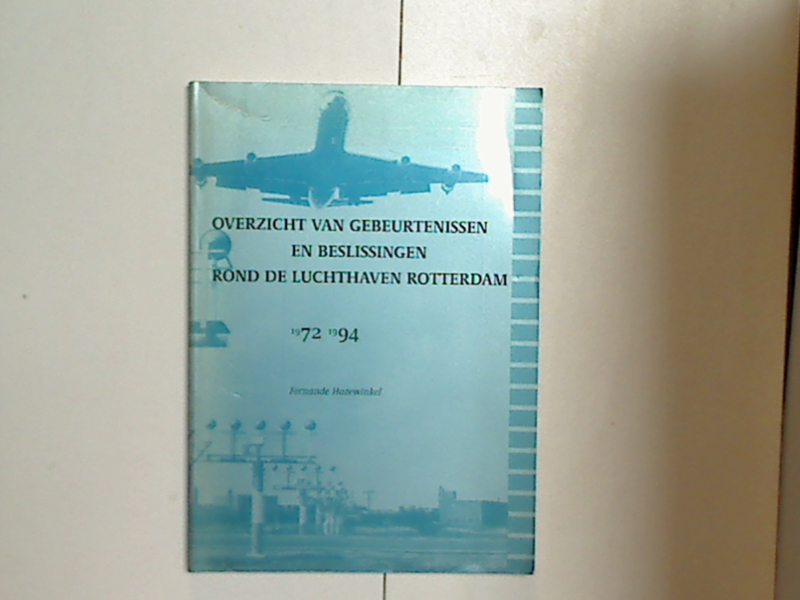 OVERZICHT VAN GEBEURTENISSEN
EN BESLISSINGEN
ROND DE LUCHTHAVEN ROTTERDAM
1972 1994
Fernande Hazewinkel